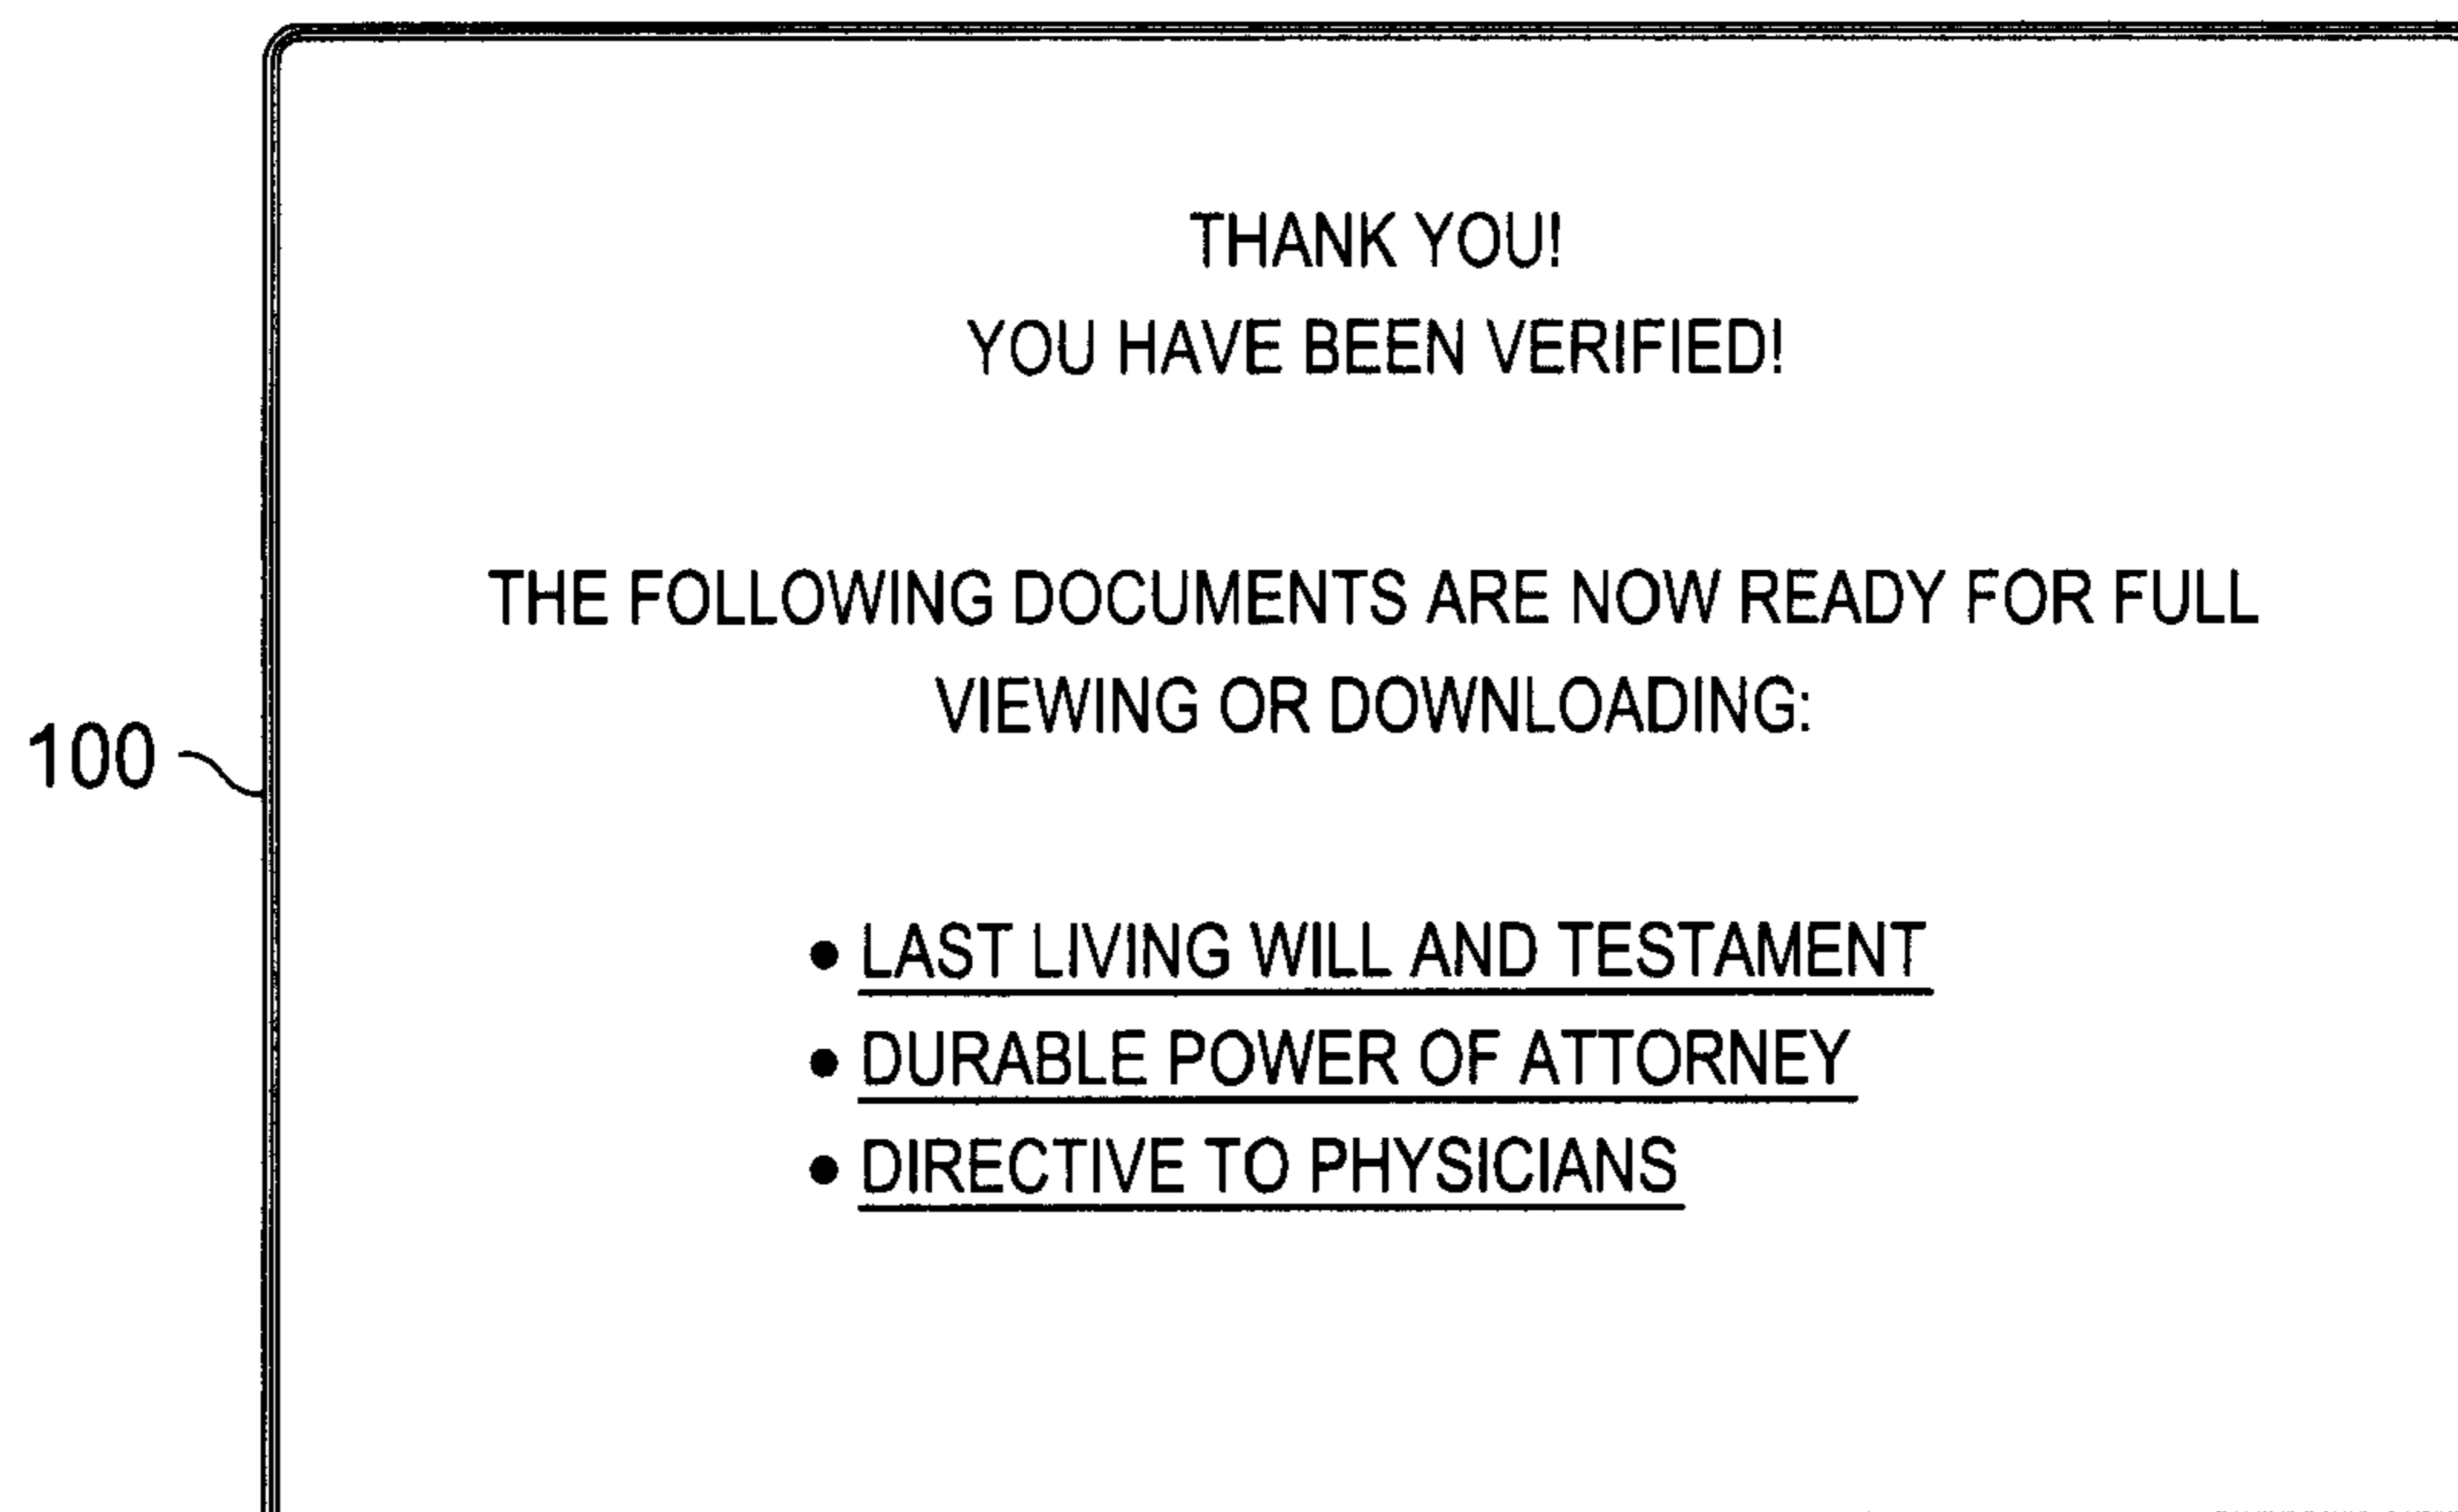 THANK YOU!
YOU HAVE BEEN VERIFIED!
THE FOLLOWING DOCUMENTS ARE NOW READY FOR FULL
VIEWING OR DOWNLOADING:
100
• LAST LIVING WILL AND TESTAMENT
• DURABLE POWER OF ATTORNEY
• DIRECTIVE TO PHYSICIANS